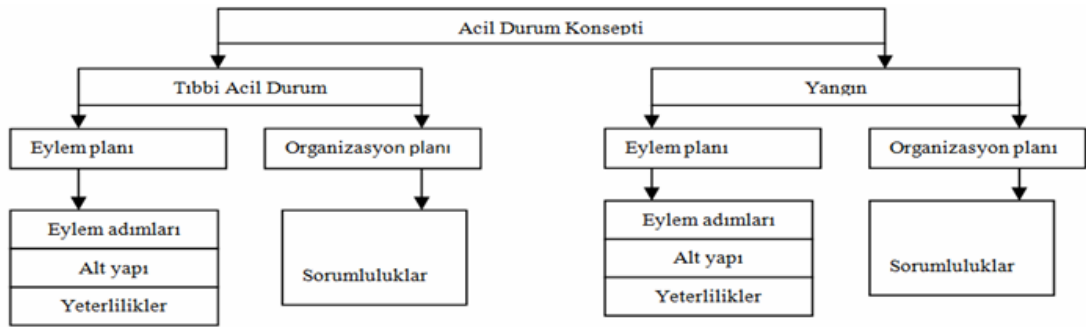 Acil Durum Konsepti
Tıbbi Acil Durum
Yangın
Eylem planı
Organizasyon planı
Eylem planı
Organizasyon planı
Eylem adımları
Alt yapı
Yeterlilikler
Sorumluluklar
Eylem adımları
Alt yapı
Yeterlilikler
Sorumluluklar